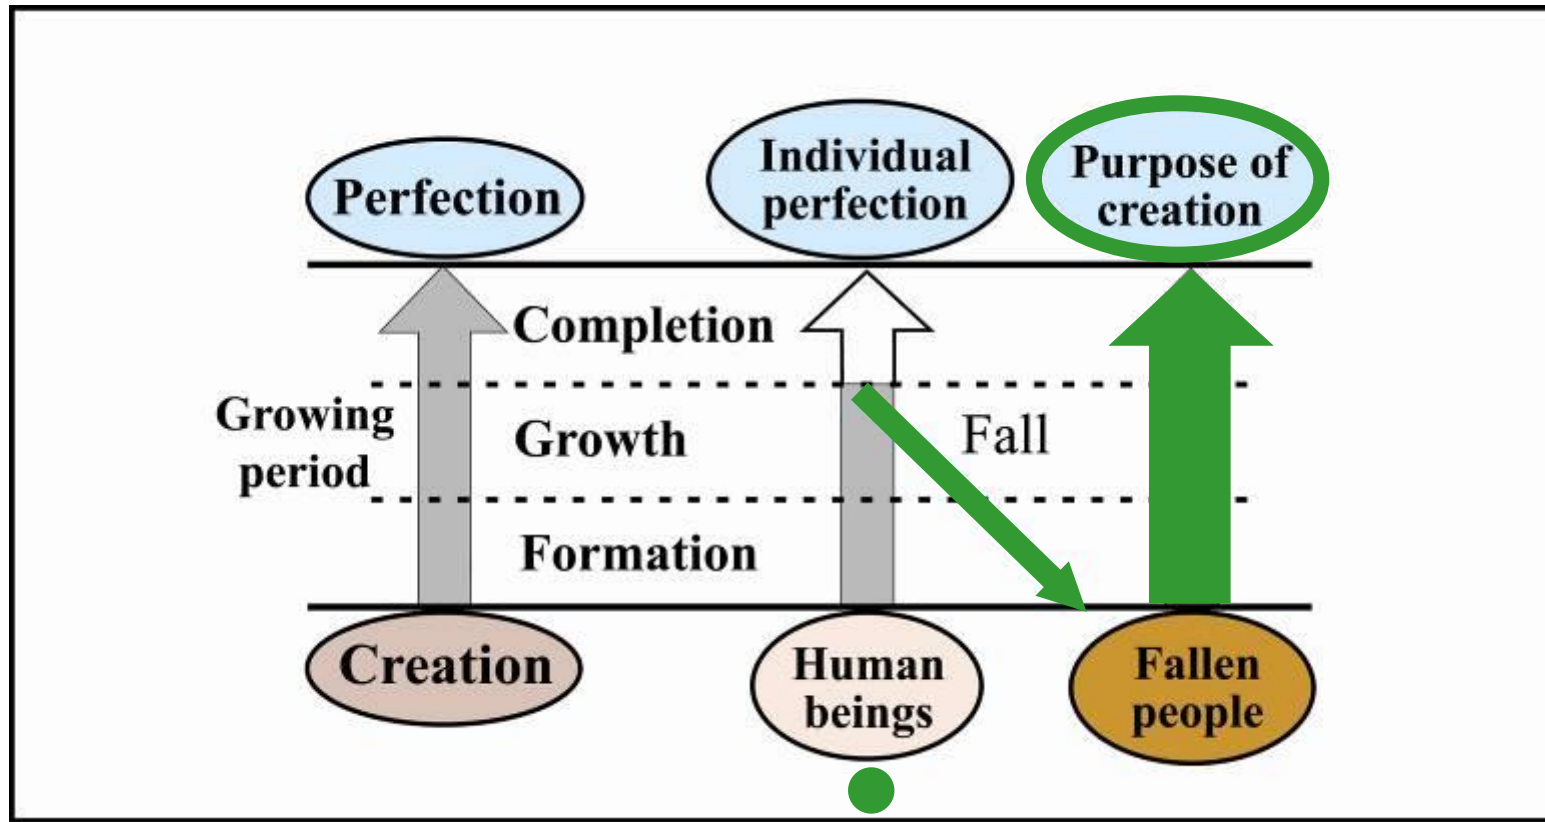 Perfection
Individual
perfection
Purpose of
creation
Completion
Growing
period
Growth
Fall
Formation
Creation
Human
beings
Fallen
people